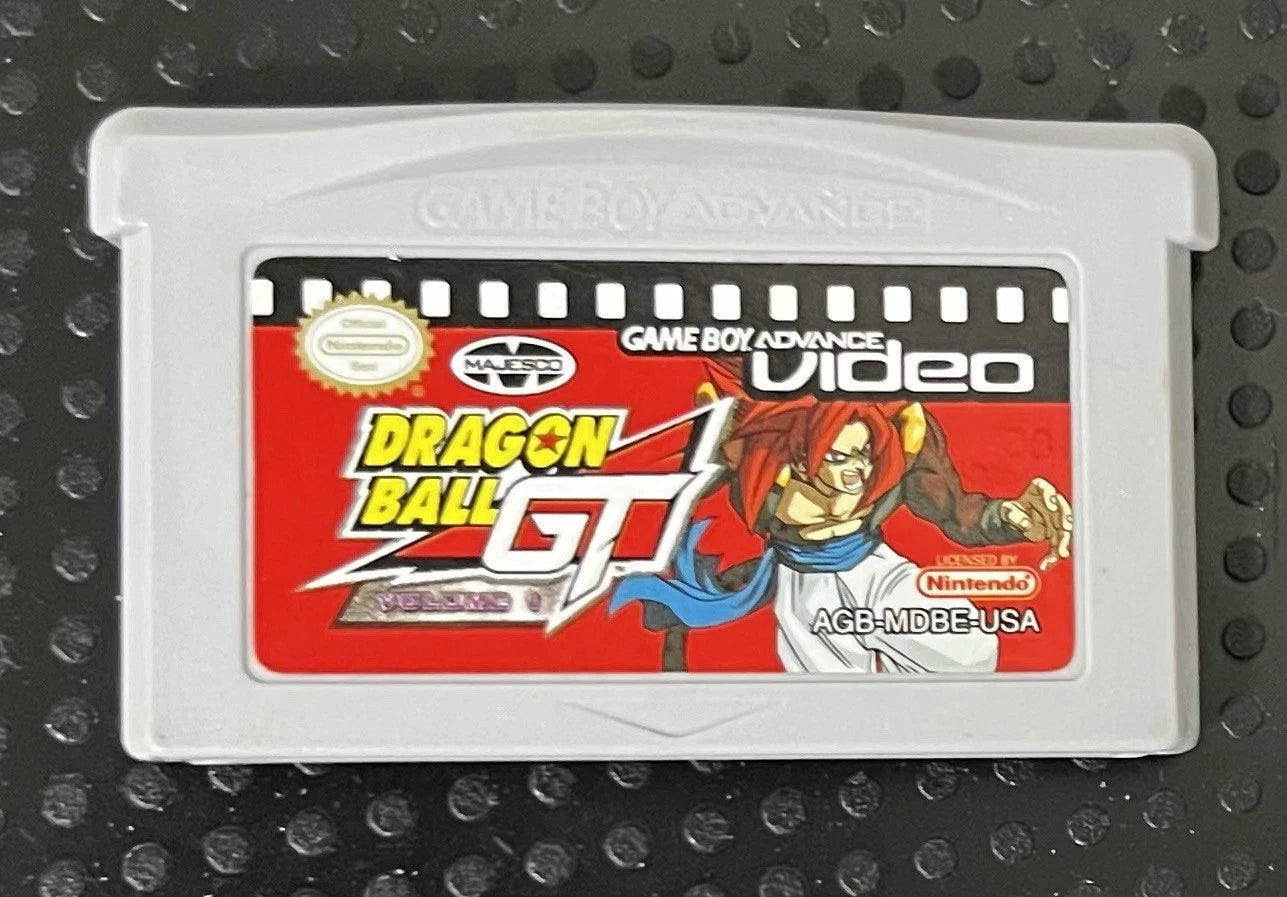 GAME BOY ADVANCE
Official
Nintendo
Seal
MAJESCO
GAME BOY ADVANCE
Video
DRAGON
BALL GT
VOLUME 1
LICENSED BY
Nintendo
AGB-MDBE-USA